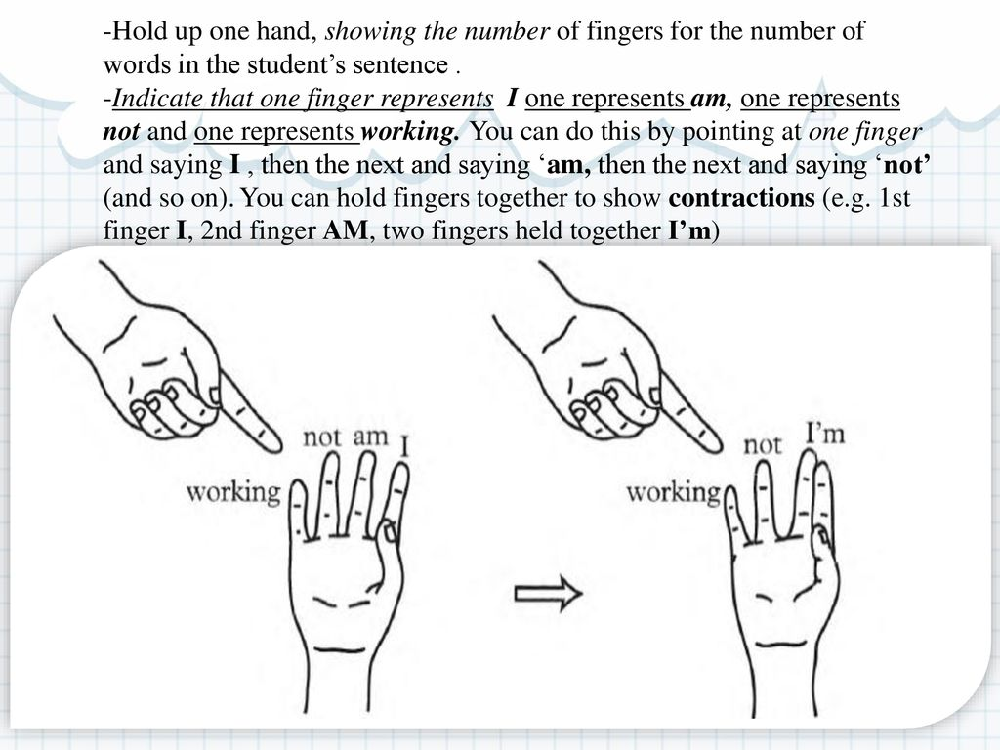 -Hold up one hand, showing the number of fingers for the number of
words in the student’s sentence .
-Indicate that one finger represents I one represents am, one represents
not and one represents working. You can do this by pointing at one finger
and saying I , then the next and saying ‘am, then the next and saying ‘not’
(and so on). You can hold fingers together to show contractions (e.g. 1st
finger I, 2nd finger AM, two fingers held together I’m)
not am I
working
not I’m
working